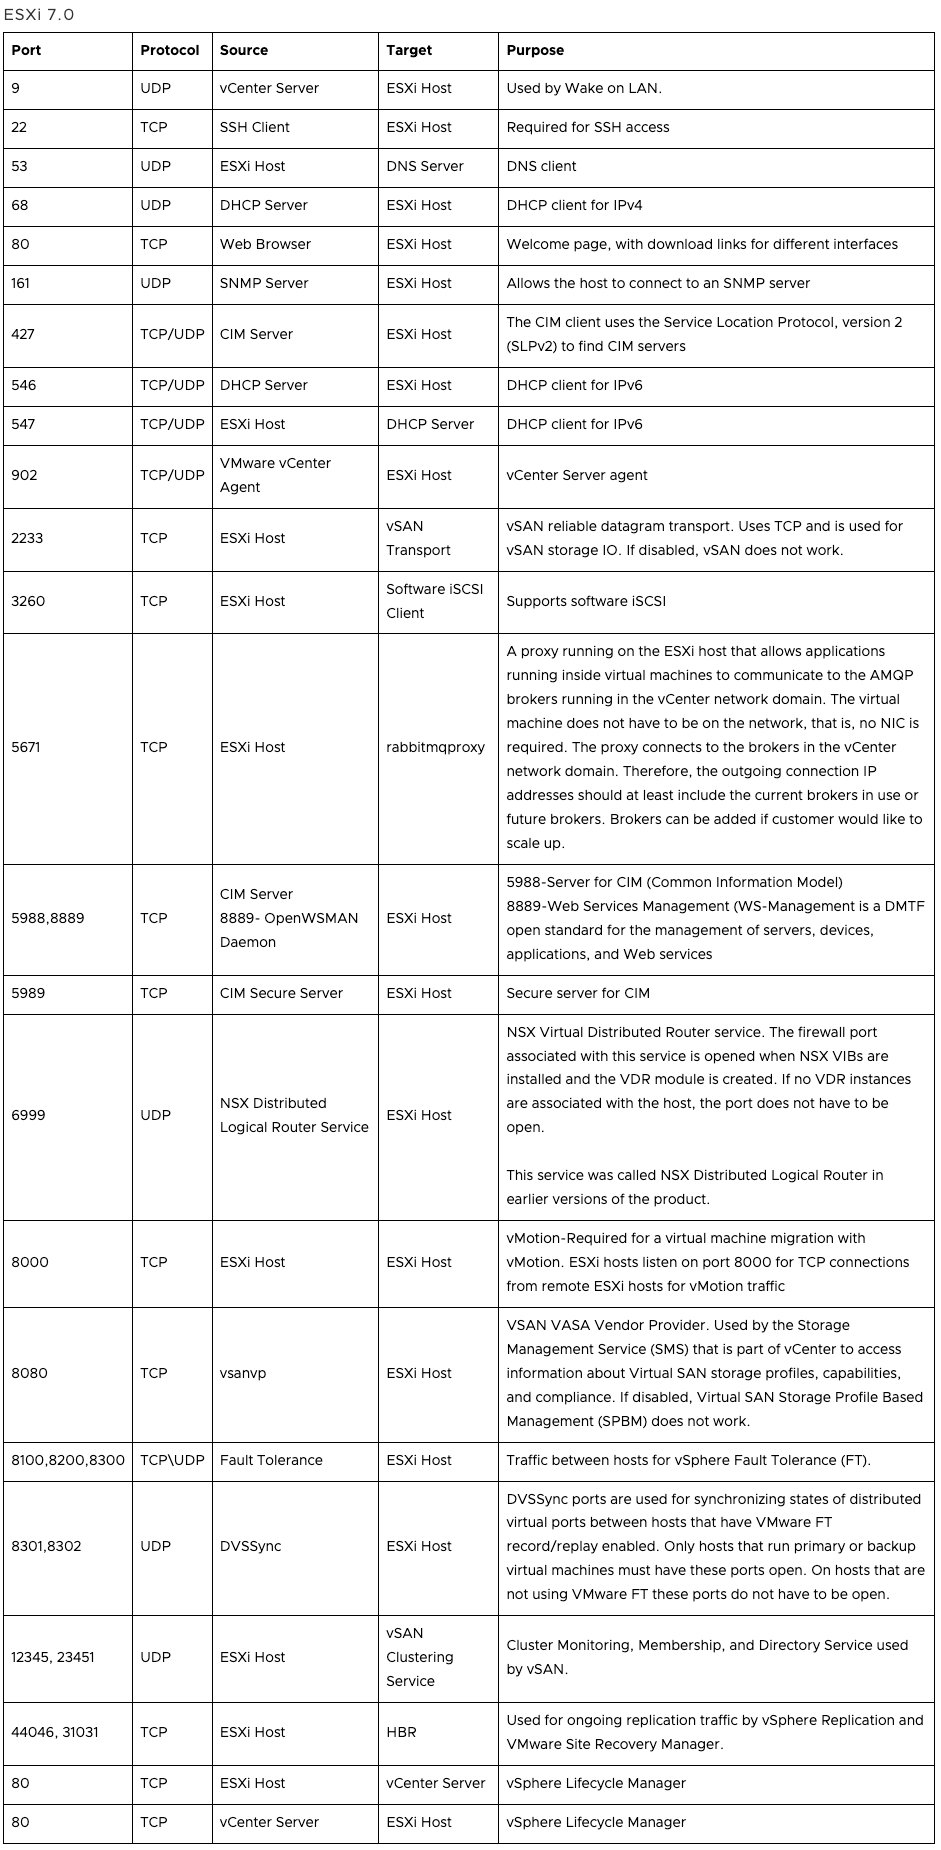 ESXi 7.0
Port Protocol Source Target Purpose
9 UDP vCenter Server ESXi Host Used by Wake on LAN.
22 TCP SSH Client ESXi Host Required for SSH access
53 UDP ESXi Host DNS Server DNS client
68 UDP DHCP Server ESXi Host DHCP client for IPv4
80 TCP Web Browser ESXi Host Welcome page, with download links for different interfaces
161 UDP SNMP Server ESXi Host Allows the host to connect to an SNMP server
427 TCP/UDP CIM Server ESXi Host The CIM client uses the Service Location Protocol, version 2
(SLPv2) to find CIM servers
546 TCP/UDP DHCP Server ESXi Host DHCP client for IPv6
547 TCP/UDP ESXi Host DHCP Server DHCP client for IPv6
902 TCP/UDP VMware vCenter
Agent ESXi Host vCenter Server agent
2233 TCP ESXi Host vSAN
Transport vSAN reliable datagram transport. Uses TCP and is used for
vSAN storage IO. If disabled, vSAN does not work.
3260 TCP ESXi Host Software iSCSI
Client Supports software iSCSI
5671 TCP ESXi Host rabbitmqproxy A proxy running on the ESXi host that allows applications
running inside virtual machines to communicate to the AMQP
brokers running in the vCenter network domain. The virtual
machine does not have to be on the network, that is, no NIC is
required. The proxy connects to the brokers in the vCenter
network domain. Therefore, the outgoing connection IP
addresses should at least include the current brokers in use or
future brokers. Brokers can be added if customer would like to
scale up.
5988,8889 TCP CIM Server
8889- OpenWSMAN
Daemon ESXi Host 5988-Server for CIM (Common Information Model)
8889-Web Services Management (WS-Management is a DMTF
open standard for the management of servers, devices,
applications, and Web services
5989 TCP CIM Secure Server ESXi Host Secure server for CIM
6999 UDP NSX Distributed
Logical Router Service ESXi Host NSX Virtual Distributed Router service. The firewall port
associated with this service is opened when NSX VIBs are
installed and the VDR module is created. If no VDR instances
are associated with the host, the port does not have to be
open.
This service was called NSX Distributed Logical Router in
earlier versions of the product.
8000 TCP ESXi Host ESXi Host vMotion-Required for a virtual machine migration with
vMotion. ESXi hosts listen on port 8000 for TCP connections
from remote ESXi hosts for vMotion traffic
8080 TCP vsanvp ESXi Host VSAN VASA Vendor Provider. Used by the Storage
Management Service (SMS) that is part of vCenter to access
information about Virtual SAN storage profiles, capabilities,
and compliance. If disabled, Virtual SAN Storage Profile Based
Management (SPBM) does not work.
8100,8200,8300 TCP\UDP Fault Tolerance ESXi Host Traffic between hosts for vSphere Fault Tolerance (FT).
8301,8302 UDP DVSSync ESXi Host DVSSync ports are used for synchronizing states of distributed
virtual ports between hosts that have VMware FT
record/replay enabled. Only hosts that run primary or backup
virtual machines must have these ports open. On hosts that are
not using VMware FT these ports do not have to be open.
12345, 23451 UDP ESXi Host vSAN
Clustering
Service Cluster Monitoring, Membership, and Directory Service used
by vSAN.
44046, 31031 TCP ESXi Host HBR Used for ongoing replication traffic by vSphere Replication and
VMware Site Recovery Manager.
80 TCP ESXi Host vCenter Server vSphere Lifecycle Manager
80 TCP vCenter Server ESXi Host vSphere Lifecycle Manager